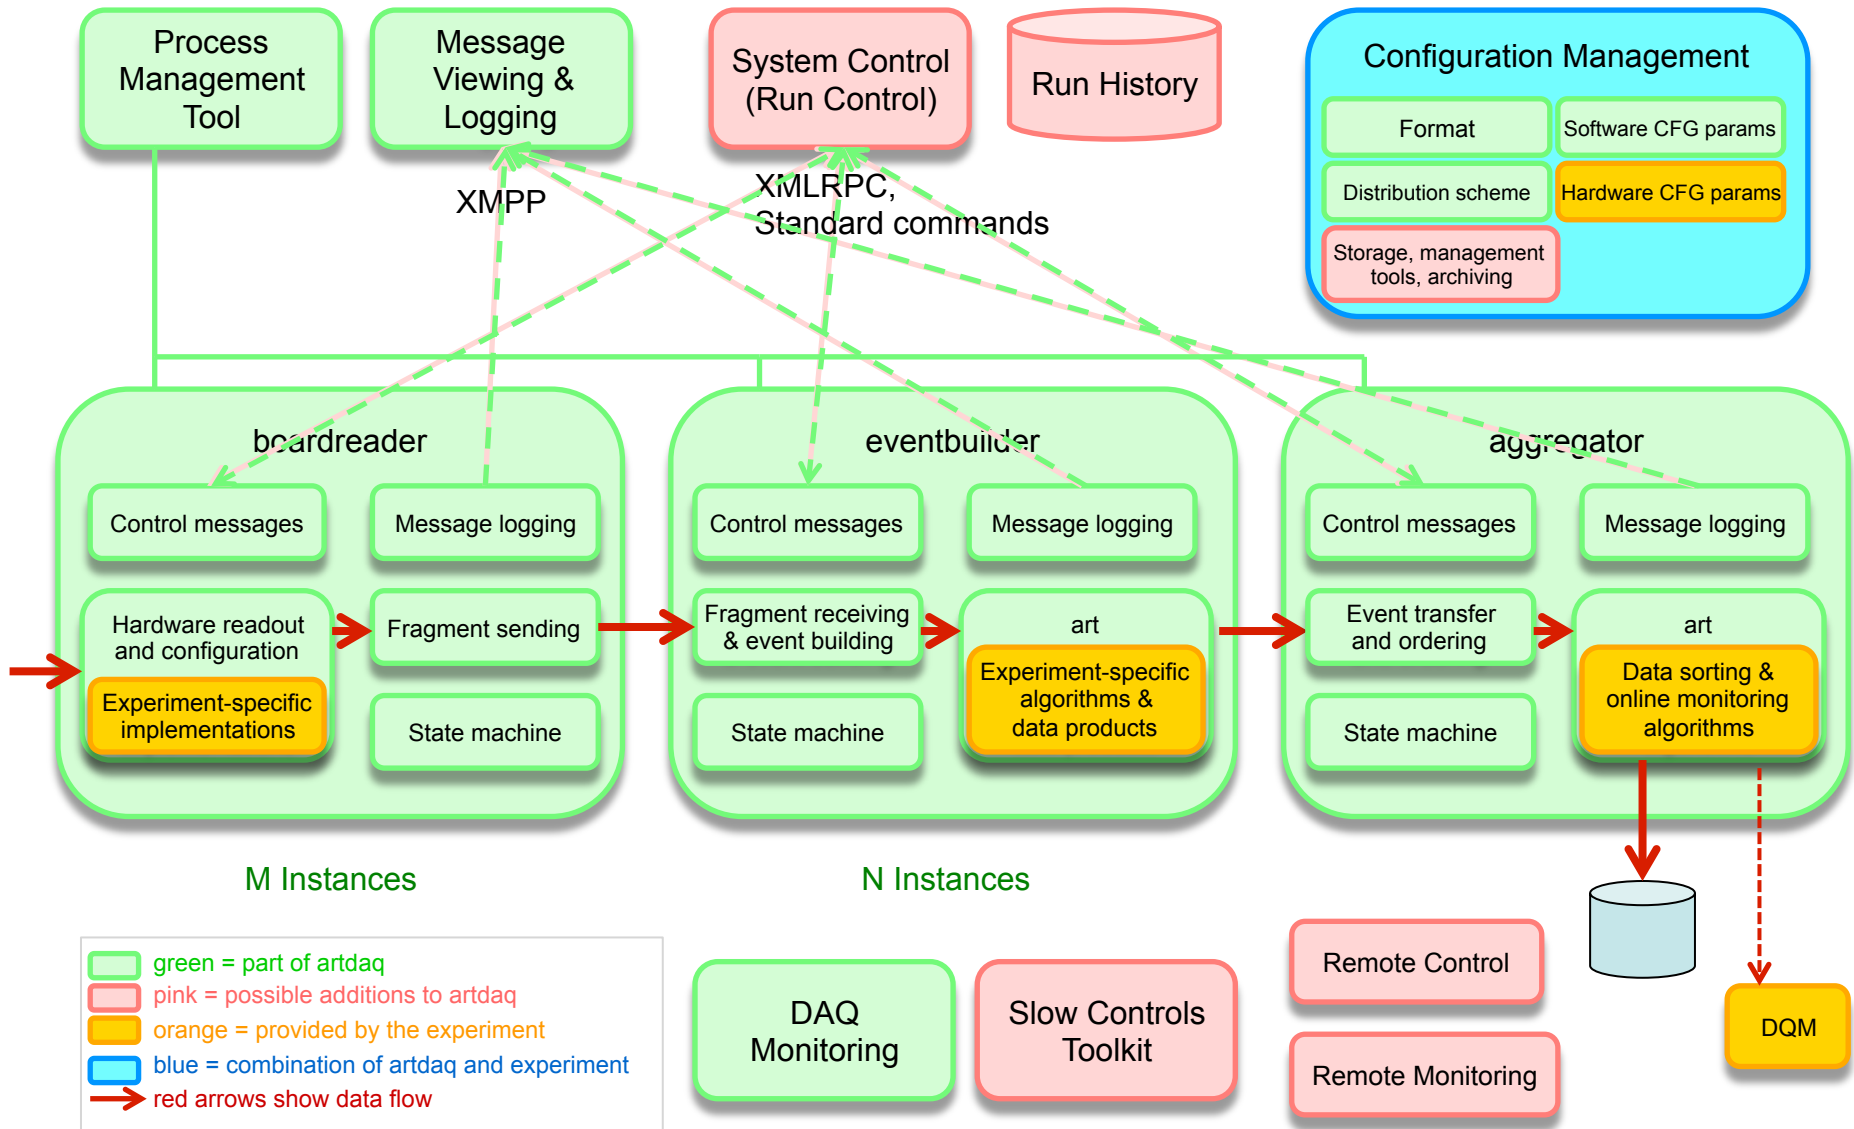 Process
Management
Tool
Message
Viewing &
Logging
System Control
(Run Control)
Run History
Configuration Management
Format
Software CFG params
Distribution scheme
Hardware CFG params
Storage, management
tools, archiving
XMPP
XMLRPC,
Standard commands
boardreader
Control messages
Message logging
Hardware readout
and configuration
Experiment-specific
implementations
Fragment sending
State machine
eventbuilder
Control messages
Message logging
Fragment receiving
& event building
art
Experiment-specific
algorithms &
data products
State machine
aggregator
Control messages
Message logging
Event transfer
and ordering
art
Data sorting &
online monitoring
algorithms
State machine
M Instances
N Instances
green = part of artdaq
pink = possible additions to artdaq
orange = provided by the experiment
blue = combination of artdaq and experiment
red arrows show data flow
DAQ
Monitoring
Slow Controls
Toolkit
Remote Control
Remote Monitoring
DQM